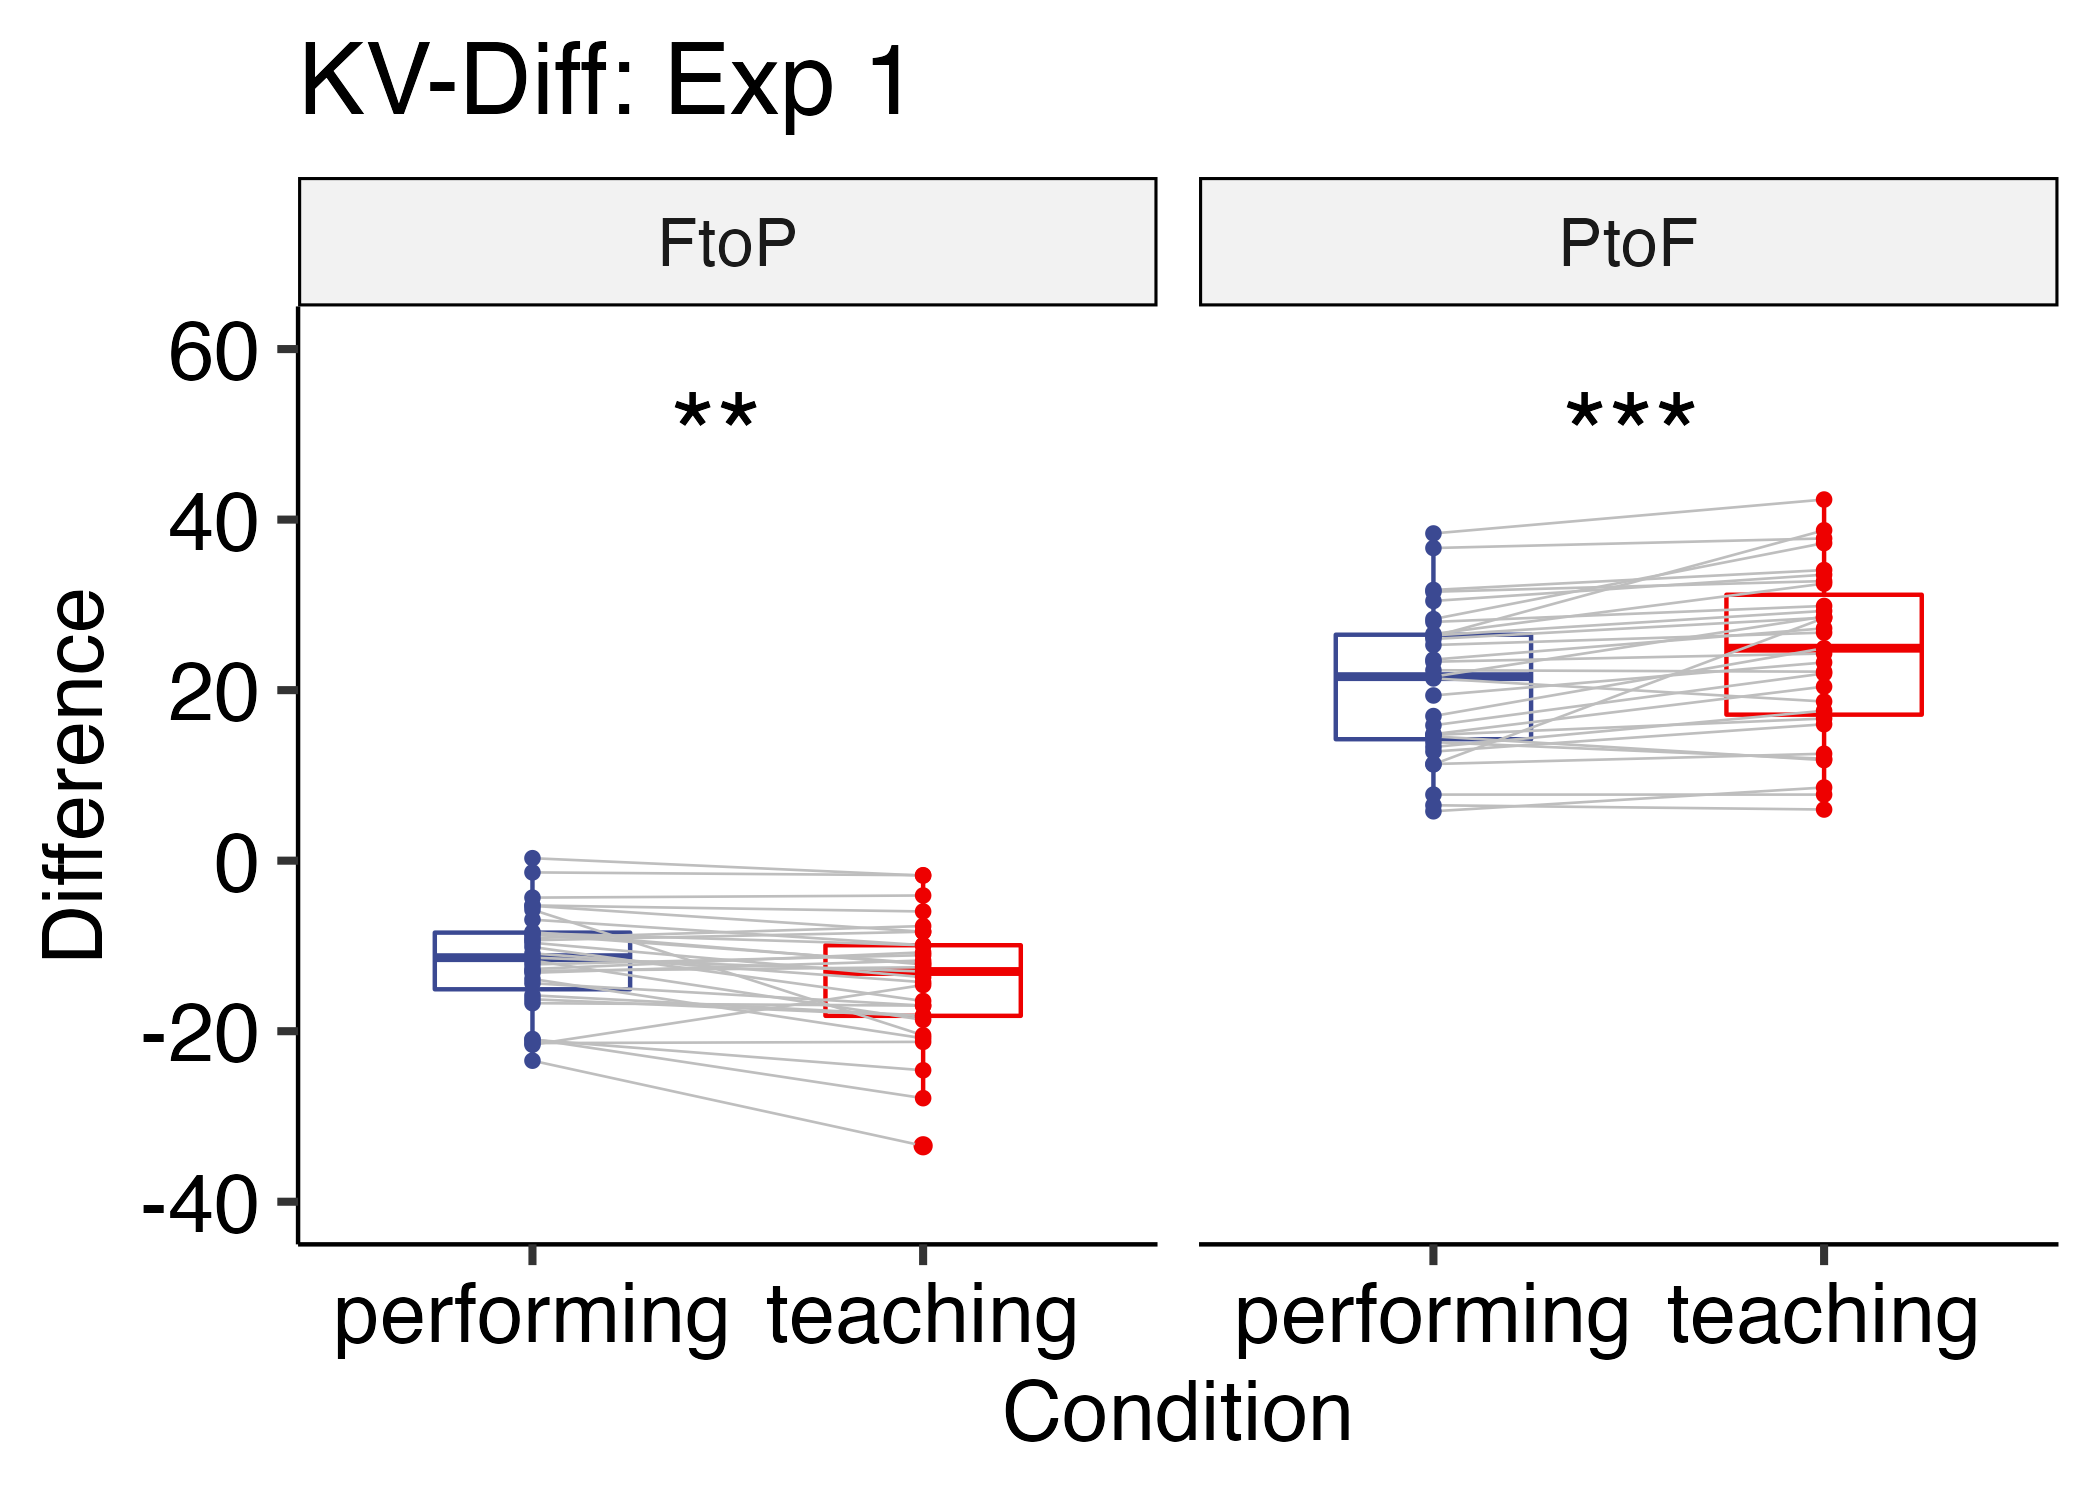 KV-Diff: Exp 1
FtoP PtoF
60
**
***
40
20
0
-20
-40
Difference
performing teaching performing teaching
Condition